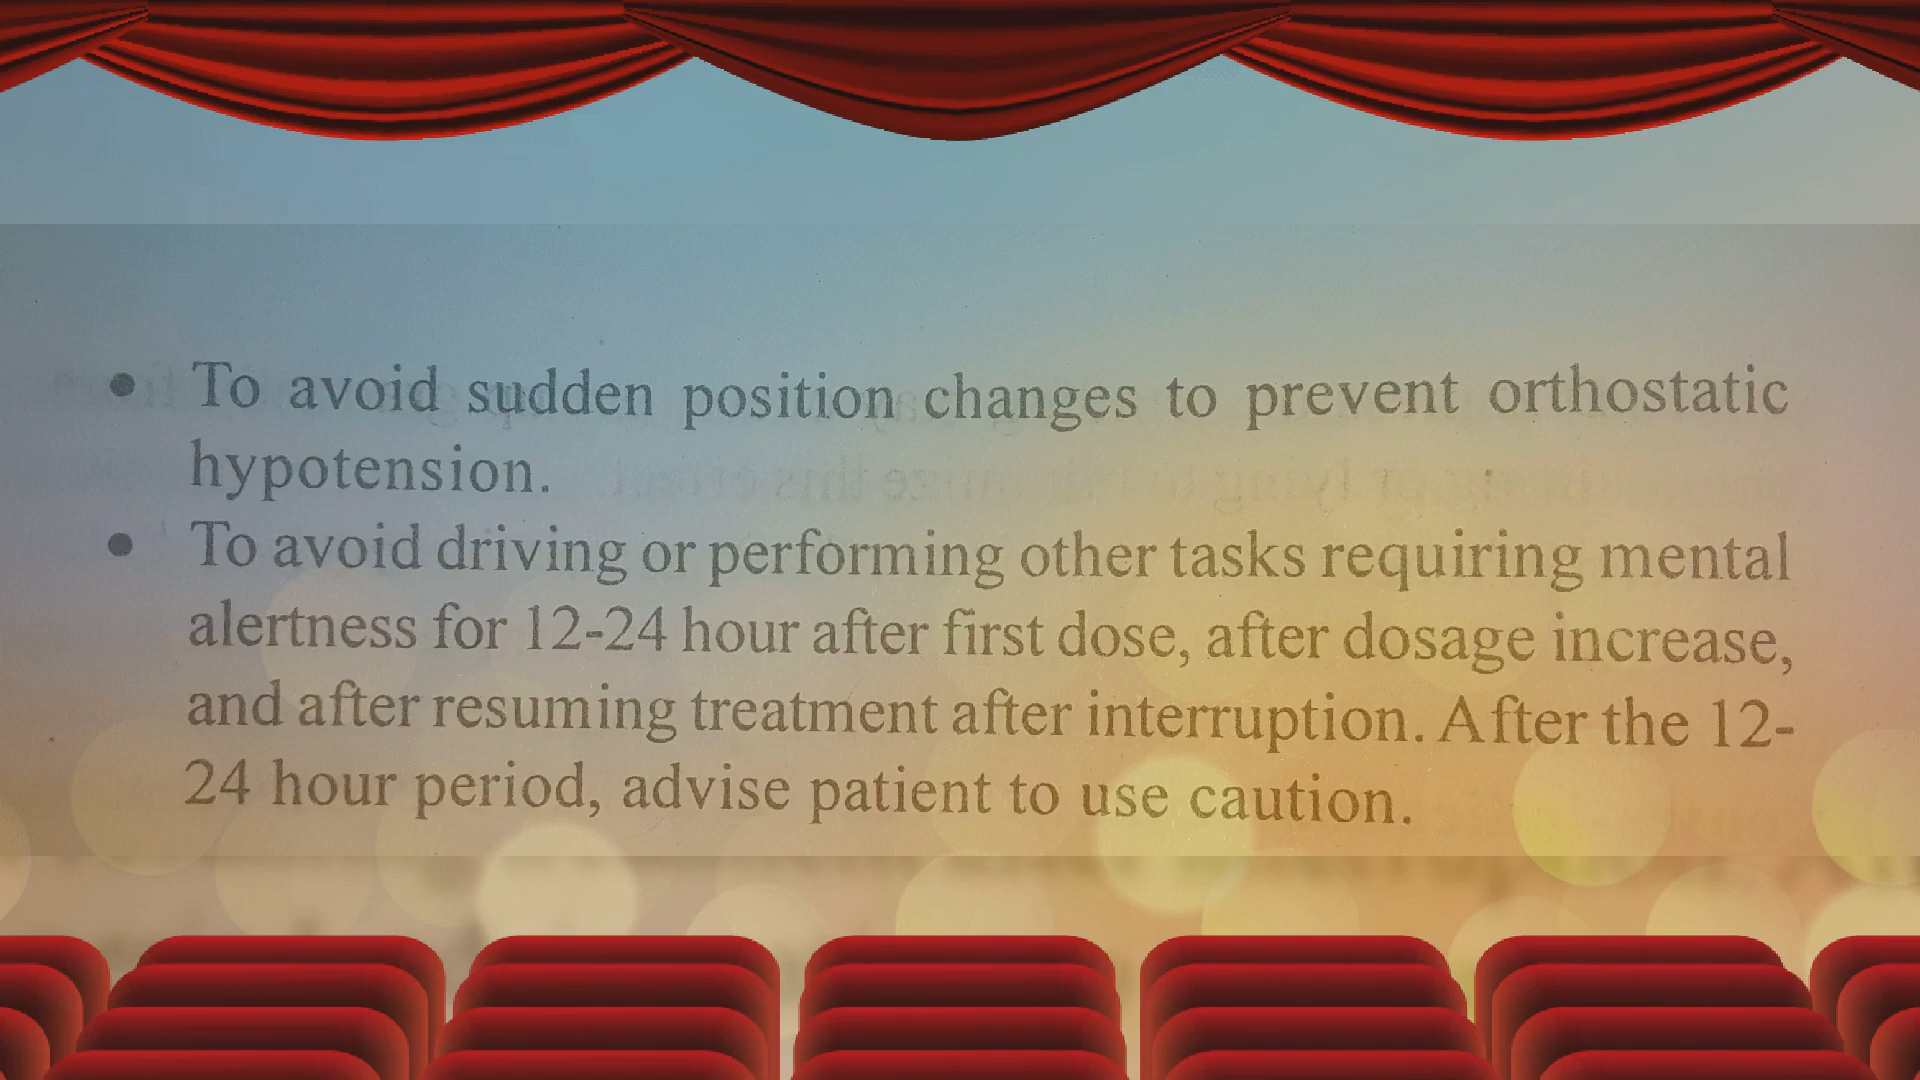 • To avoid sudden position changes to prevent orthostatic
hypotension.
• To avoid driving or performing other tasks requiring mental
alertness for 12-24 hour after first dose, after dosage increase,
and after resuming treatment after interruption. After the 12-
24 hour period, advise patient to use caution.